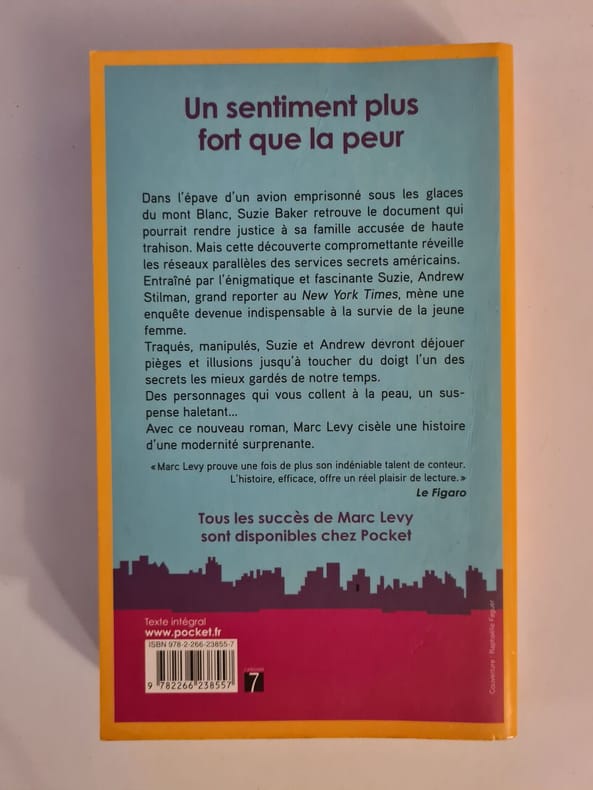 Un sentiment plus
fort que la peur
Dans l'épave d'un avion emprisonné sous les glaces
du mont Blanc, Suzie Baker retrouve le document qui
pourrait rendre justice à sa famille accusée de haute
trahison. Mais cette découverte compromettante réveille
les réseaux parallèles des services secrets américains.
Entraîné par l'énigmatique et fascinante Suzie, Andrew
Stilman, grand reporter au New York Times, mène une
enquête devenue indispensable à la survie de la jeune
femme.
Traqués, manipulés, Suzie et Andrew devront déjouer
pièges et illusions jusqu'à toucher du doigt l'un des
secrets les mieux gardés de notre temps.
Des personnages qui vous collent à la peau, un sus-
pense haletant...
Avec ce nouveau roman, Marc Levy cisèle une histoire
d'une modernité surprenante.
« Marc Levy prouve une fois de plus son indéniable talent de conteur.
L'histoire, efficace, offre un réel plaisir de lecture. »
Le Figaro
Tous les succès de Marc Levy
sont disponibles chez Pocket
Texte intégral
www.pocket.fr
ISBN 978-2-266-23855-7
9 782266 238557
CATÉGORIE
7
Couverture : Raphaëlle Faguer